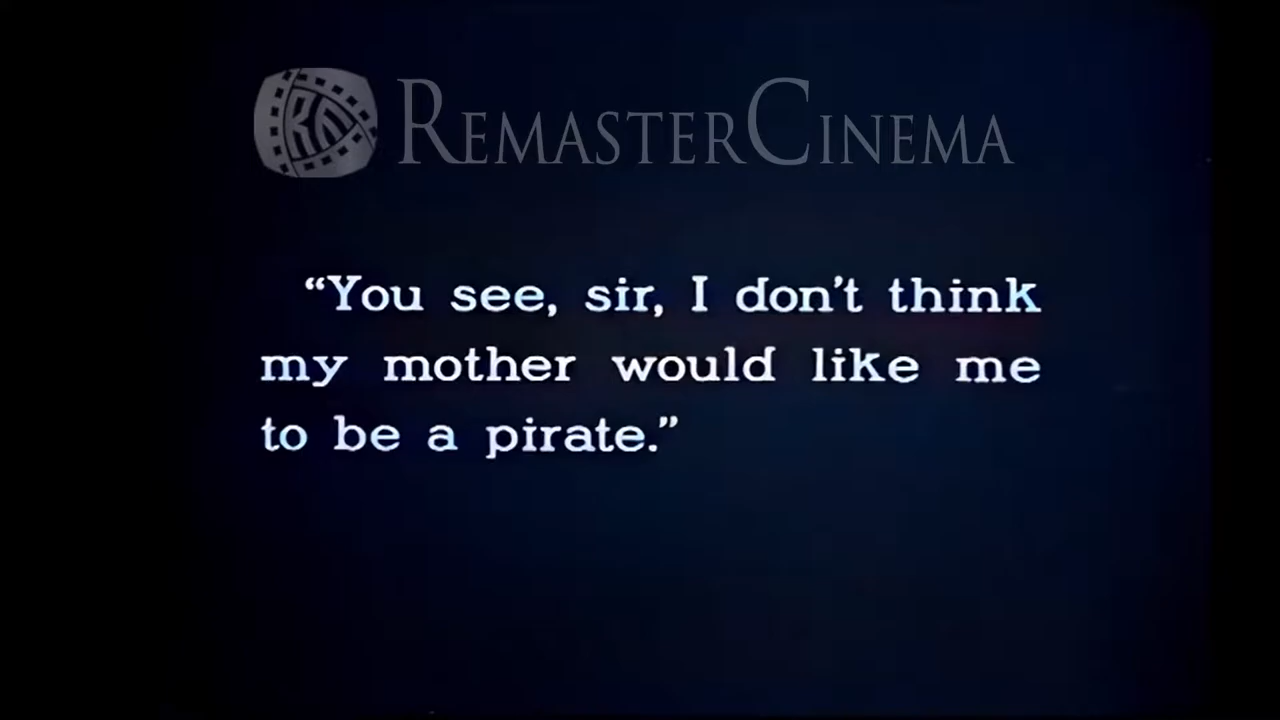 REMASTERCINEMA
“You see, sir, I don't think
my mother would like me
to be a pirate.”